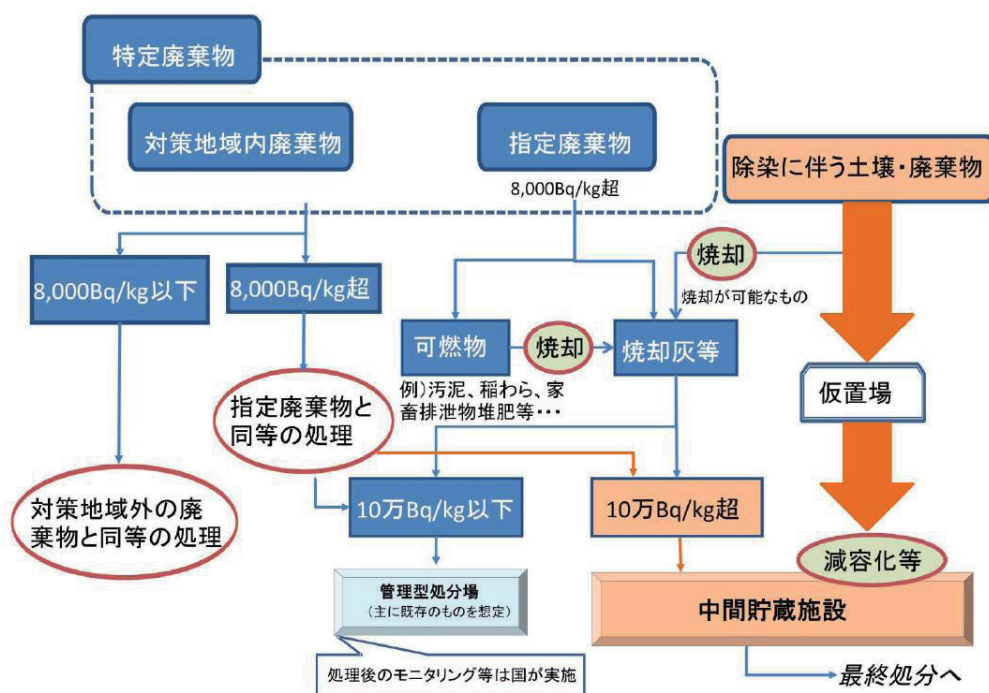 特定廃棄物
対策地域内廃棄物
指定廃棄物
8,000Bq/kg超
除染に伴う土壌・廃棄物
8,000Bq/kg以下
8,000Bq/kg超
焼却
焼却が可能なもの
可燃物
焼却
焼却灰等
例)汚泥、稲わら、家
畜排泄物堆肥等・・・
仮置場
指定廃棄物と
同等の処理
対策地域外の廃
棄物と同等の処理
10万Bq/kg以下
10万Bq/kg超
減容化等
管理型処分場
（主に既存のものを想定）
中間貯蔵施設
処理後のモニタリング等は国が実施
最終処分へ